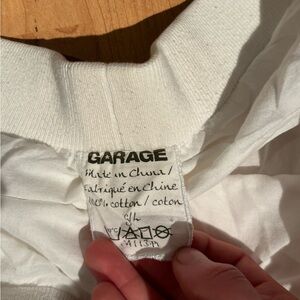 GARAGE
Made in China /
Fabriqué en Chine
100% cotton / coton